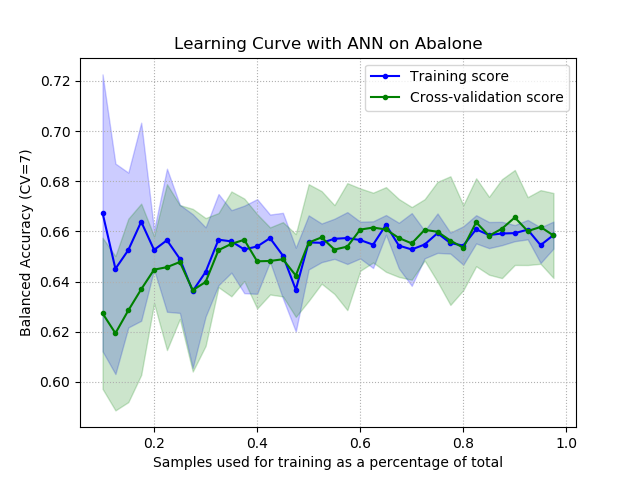 Learning Curve with ANN on Abalone
Training score
Cross-validation score
Balanced Accuracy (CV=7)
0.72
0.70
0.68
0.66
0.64
0.62
0.60
0.2 0.4 0.6 0.8 1.0
Samples used for training as a percentage of total